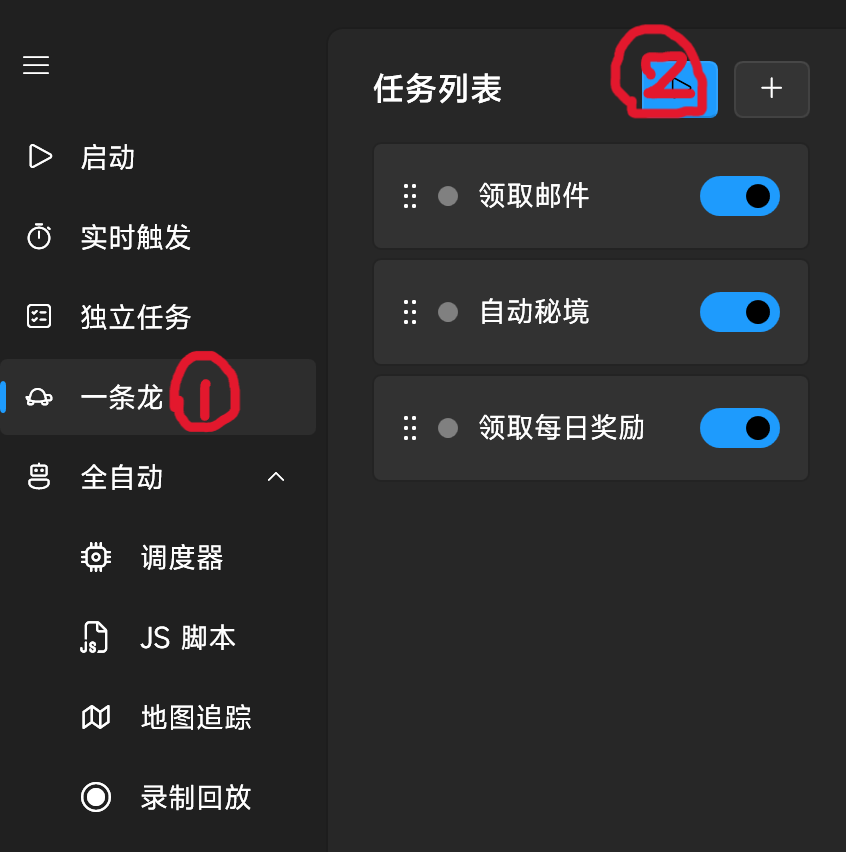 任务列表
2
启动
领取邮件
实时触发
自动秘境
独立任务
一条龙
1
领取每日奖励
全自动
调度器
JS 脚本
地图追踪
录制回放